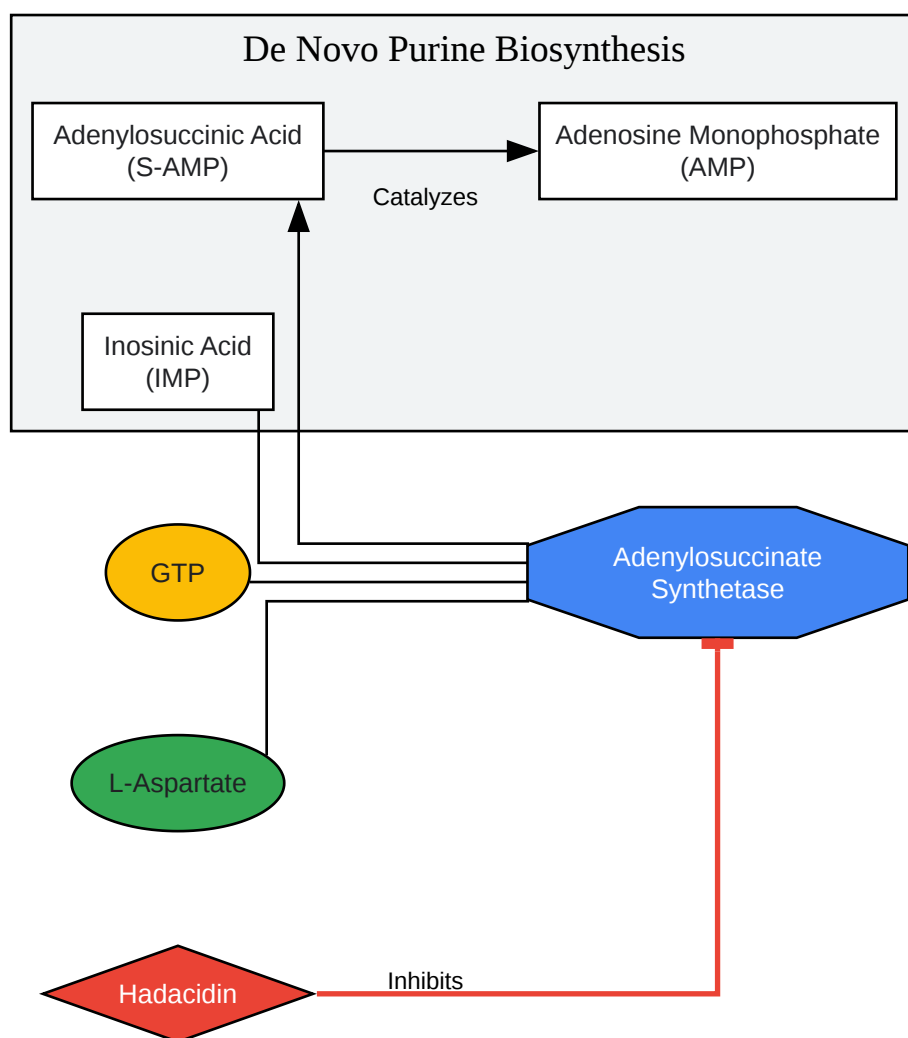 De Novo Purine Biosynthesis
Adenylosuccinic Acid
(S-AMP)
Adenosine Monophosphate
(AMP)
Catalyzes
Inosinic Acid
(IMP)
GTP
Adenylosuccinate
Synthetase
L-Aspartate
Hadacidin
Inhibits